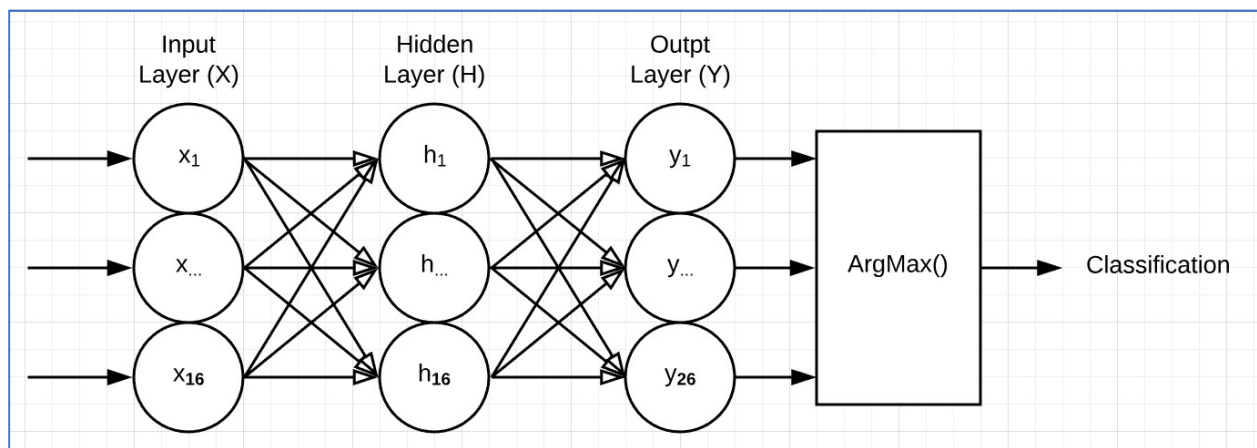 Input
Layer (X)
Hidden
Layer (H)
Outpt
Layer (Y)
x1
h1
y1
x...
h...
y...
ArgMax()
Classification
x16
h16
y26